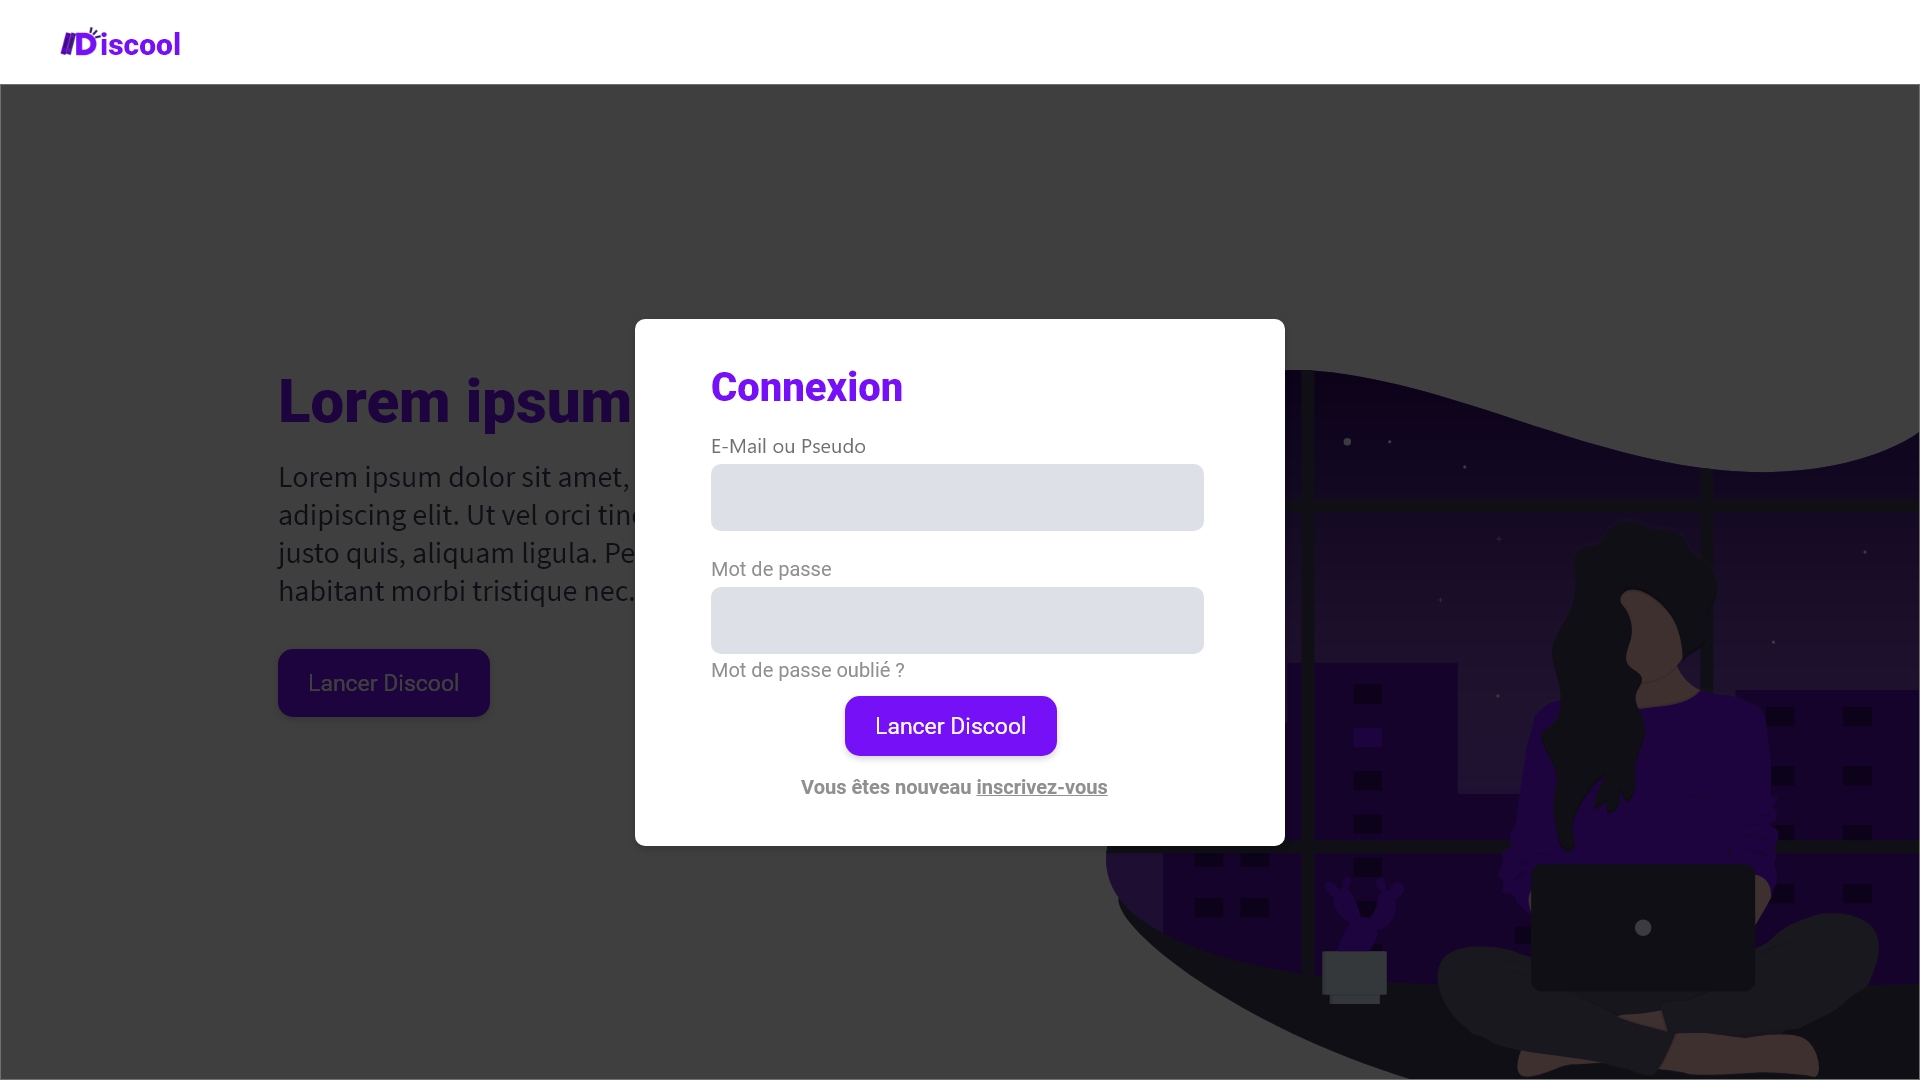 Discool
Lorem ipsum
Lorem ipsum dolor sit amet,
adipiscing elit. Ut vel orci tinc
justo quis, aliquam ligula. Pe
habitant morbi tristique nec.
Lancer Discool
Connexion
E-Mail ou Pseudo
Mot de passe
Mot de passe oublié ?
Lancer Discool
Vous êtes nouveau inscrivez-vous